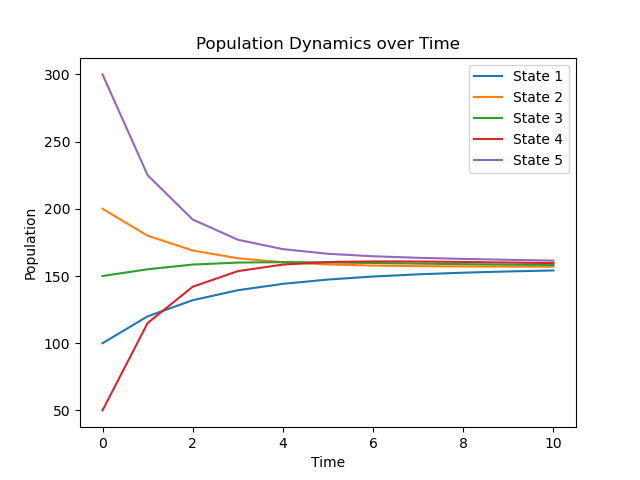 Population Dynamics over Time
State 1
State 2
State 3
State 4
State 5
300
250
200
150
100
50
Population
0
2
4
6
8
10
Time